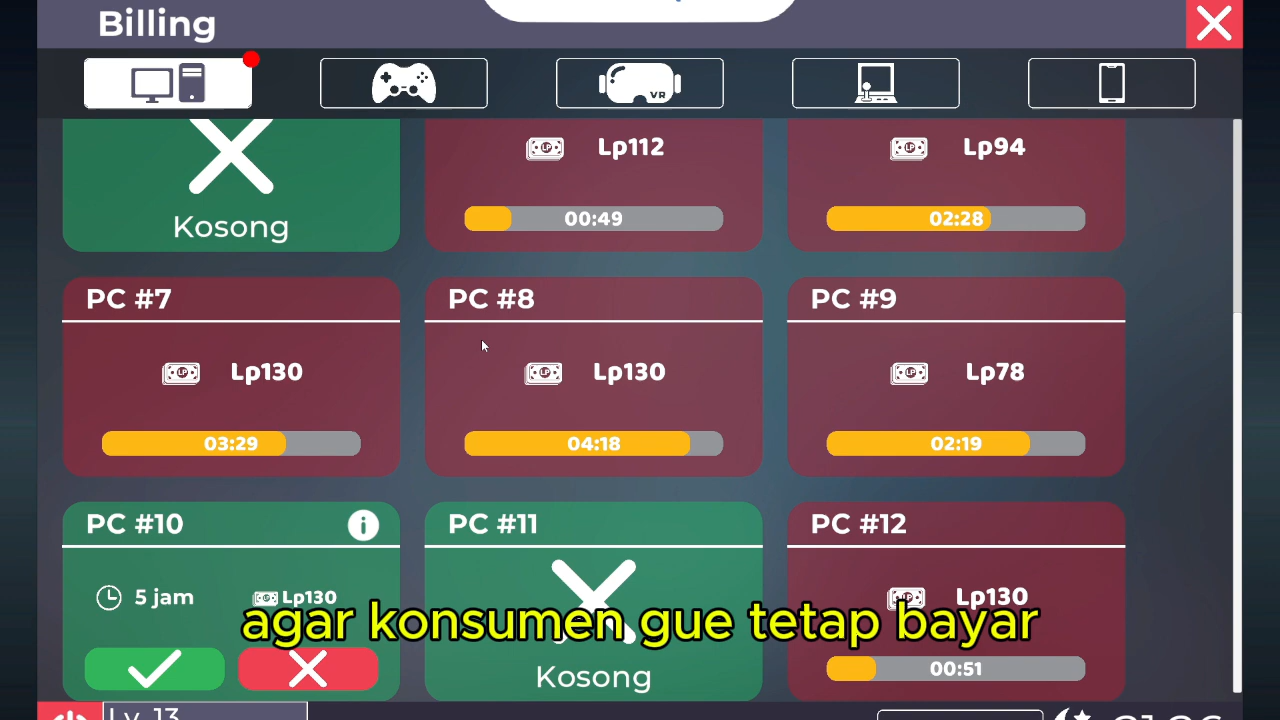 Billing
VR
Kosong
Lp112
00:49
Lp94
02:28
PC #7
Lp130
03:29
PC #8
Lp130
04:18
PC #9
Lp78
02:19
PC #10
5 jam
Lp130
PC #11
Kosong
PC #12
Lp130
00:51
agar konsumen gue tetap bayar
Lv. 13